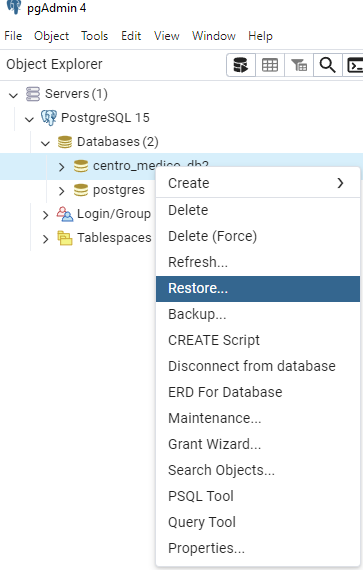 pgAdmin 4
File Object Tools Edit View Window Help
Object Explorer
Servers (1)
PostgreSQL 15
Databases (2)
centro_medico_db2
postgres
Login/Group
Tablespaces
Create
Delete
Delete (Force)
Refresh...
Restore...
Backup...
CREATE Script
Disconnect from database
ERD For Database
Maintenance...
Grant Wizard...
Search Objects...
PSQL Tool
Query Tool
Properties...